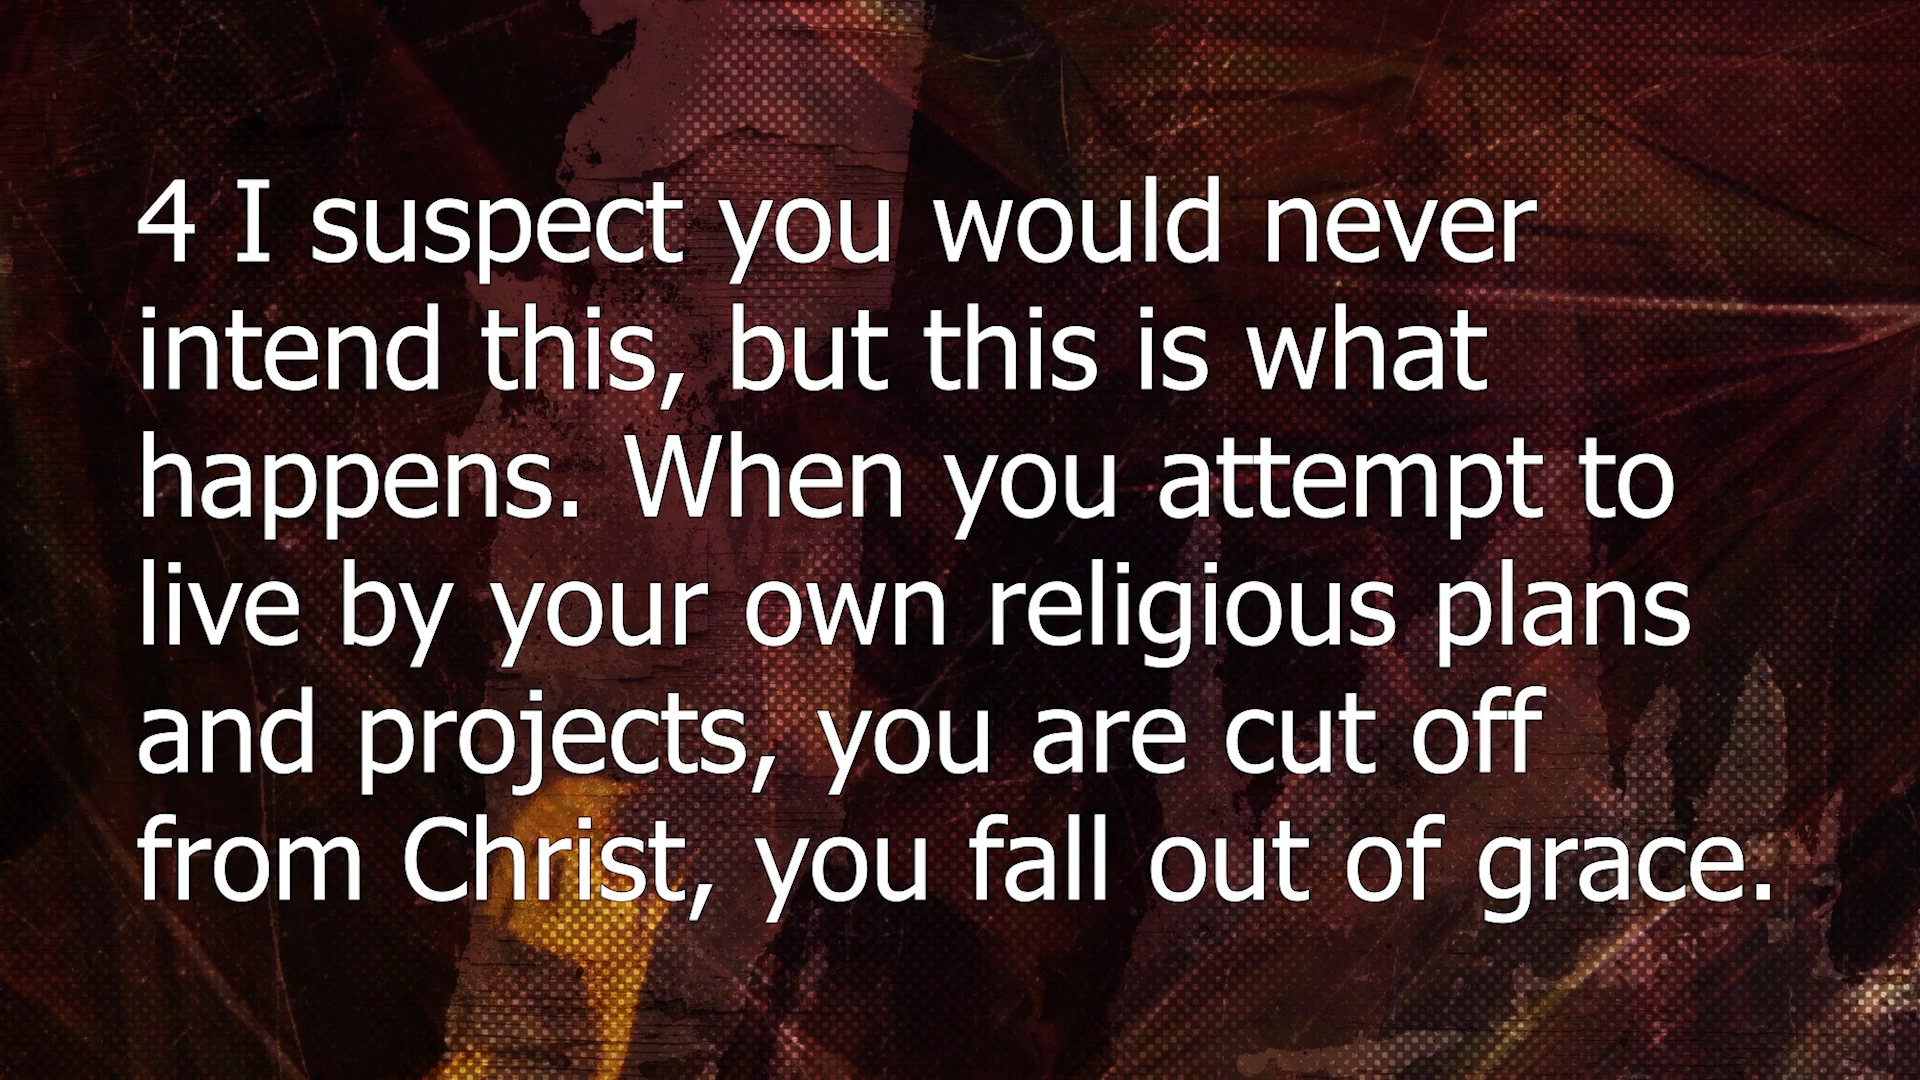 4 I suspect you would never
intend this, but this is what
happens. When you attempt to
live by your own religious plans
and projects, you are cut off
from Christ, you fall out of grace.